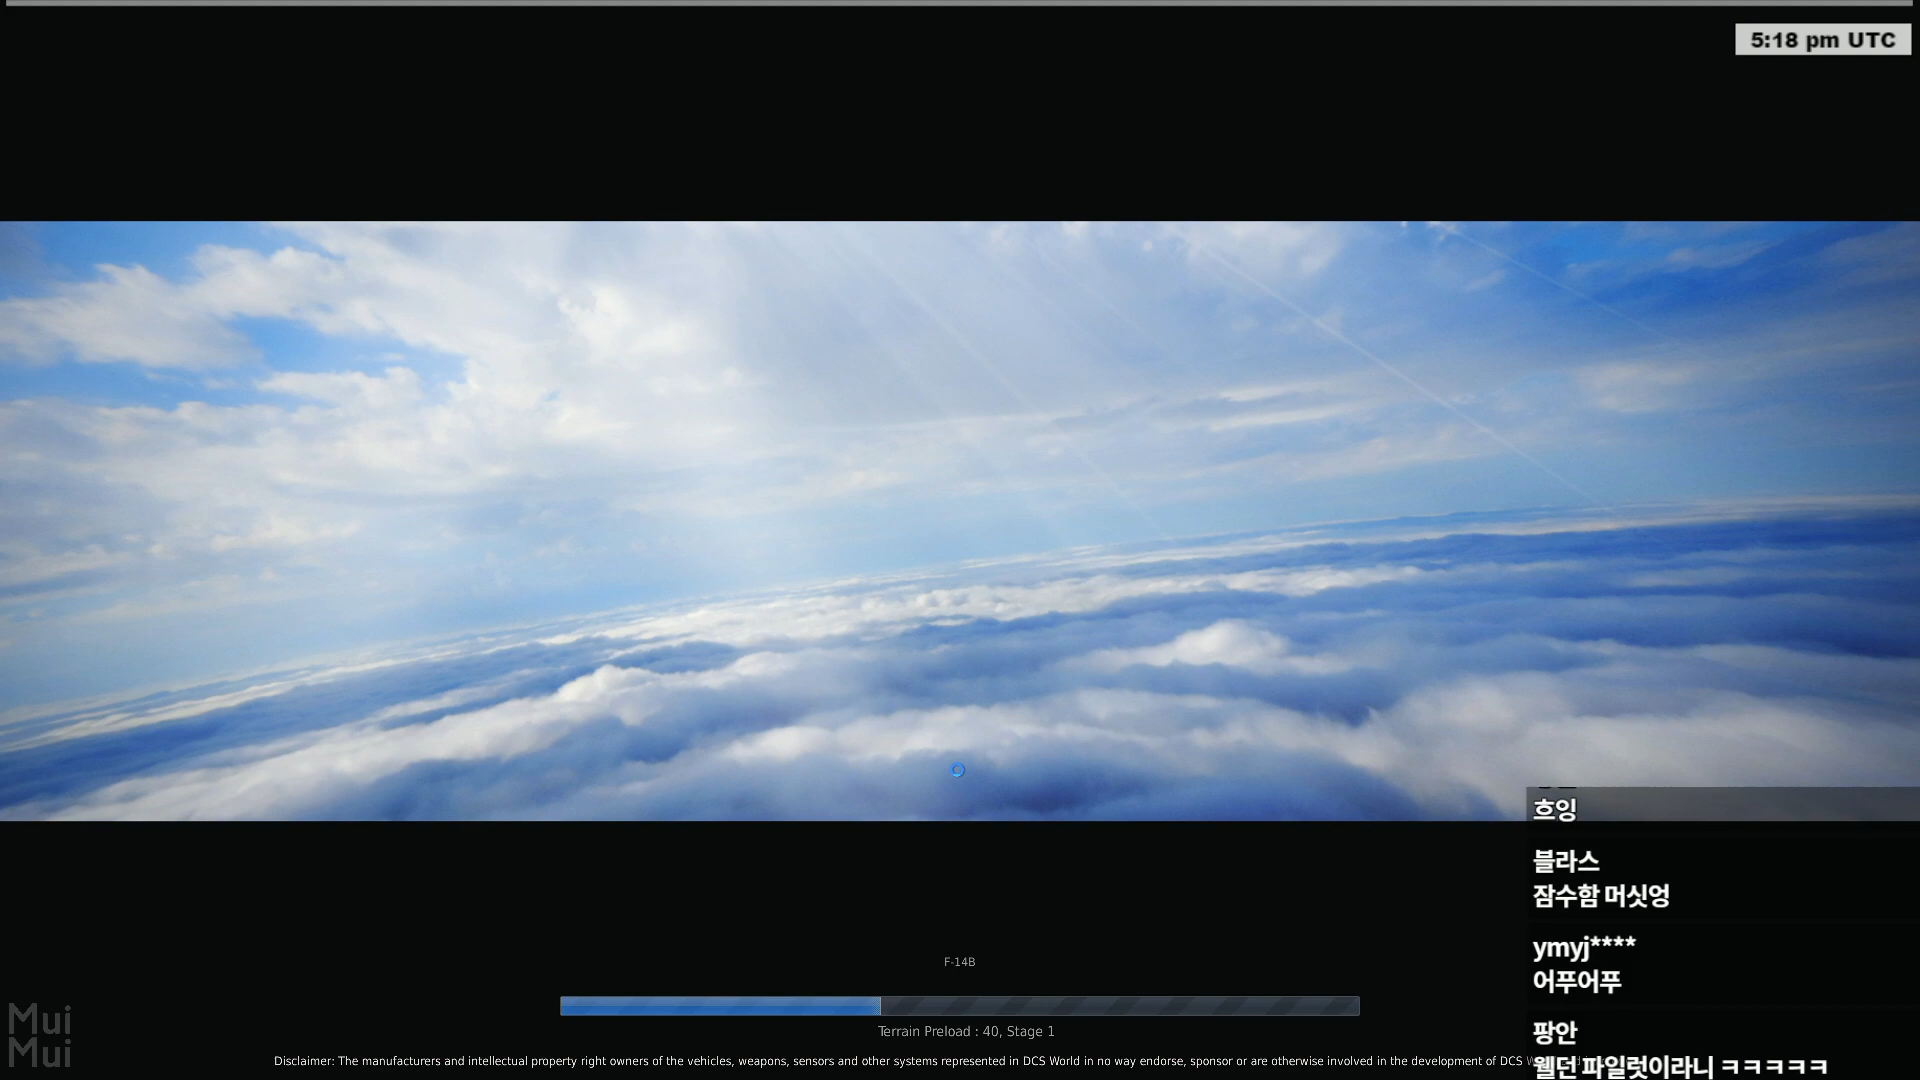 5:18 pm UTC
흐잉
블라스
잠수함 머싯엉
ymyj****
어푸어푸
팡안
웰던 파일럿이라니 ㅋㅋㅋㅋㅋ
F-14B
Terrain Preload : 40, Stage 1
Disclaimer: The manufacturers and intellectual property right owners of the vehicles, weapons, sensors and other systems represented in DCS World in no way endorse, sponsor or are otherwise involved in the development of DCS
Mui
Mui